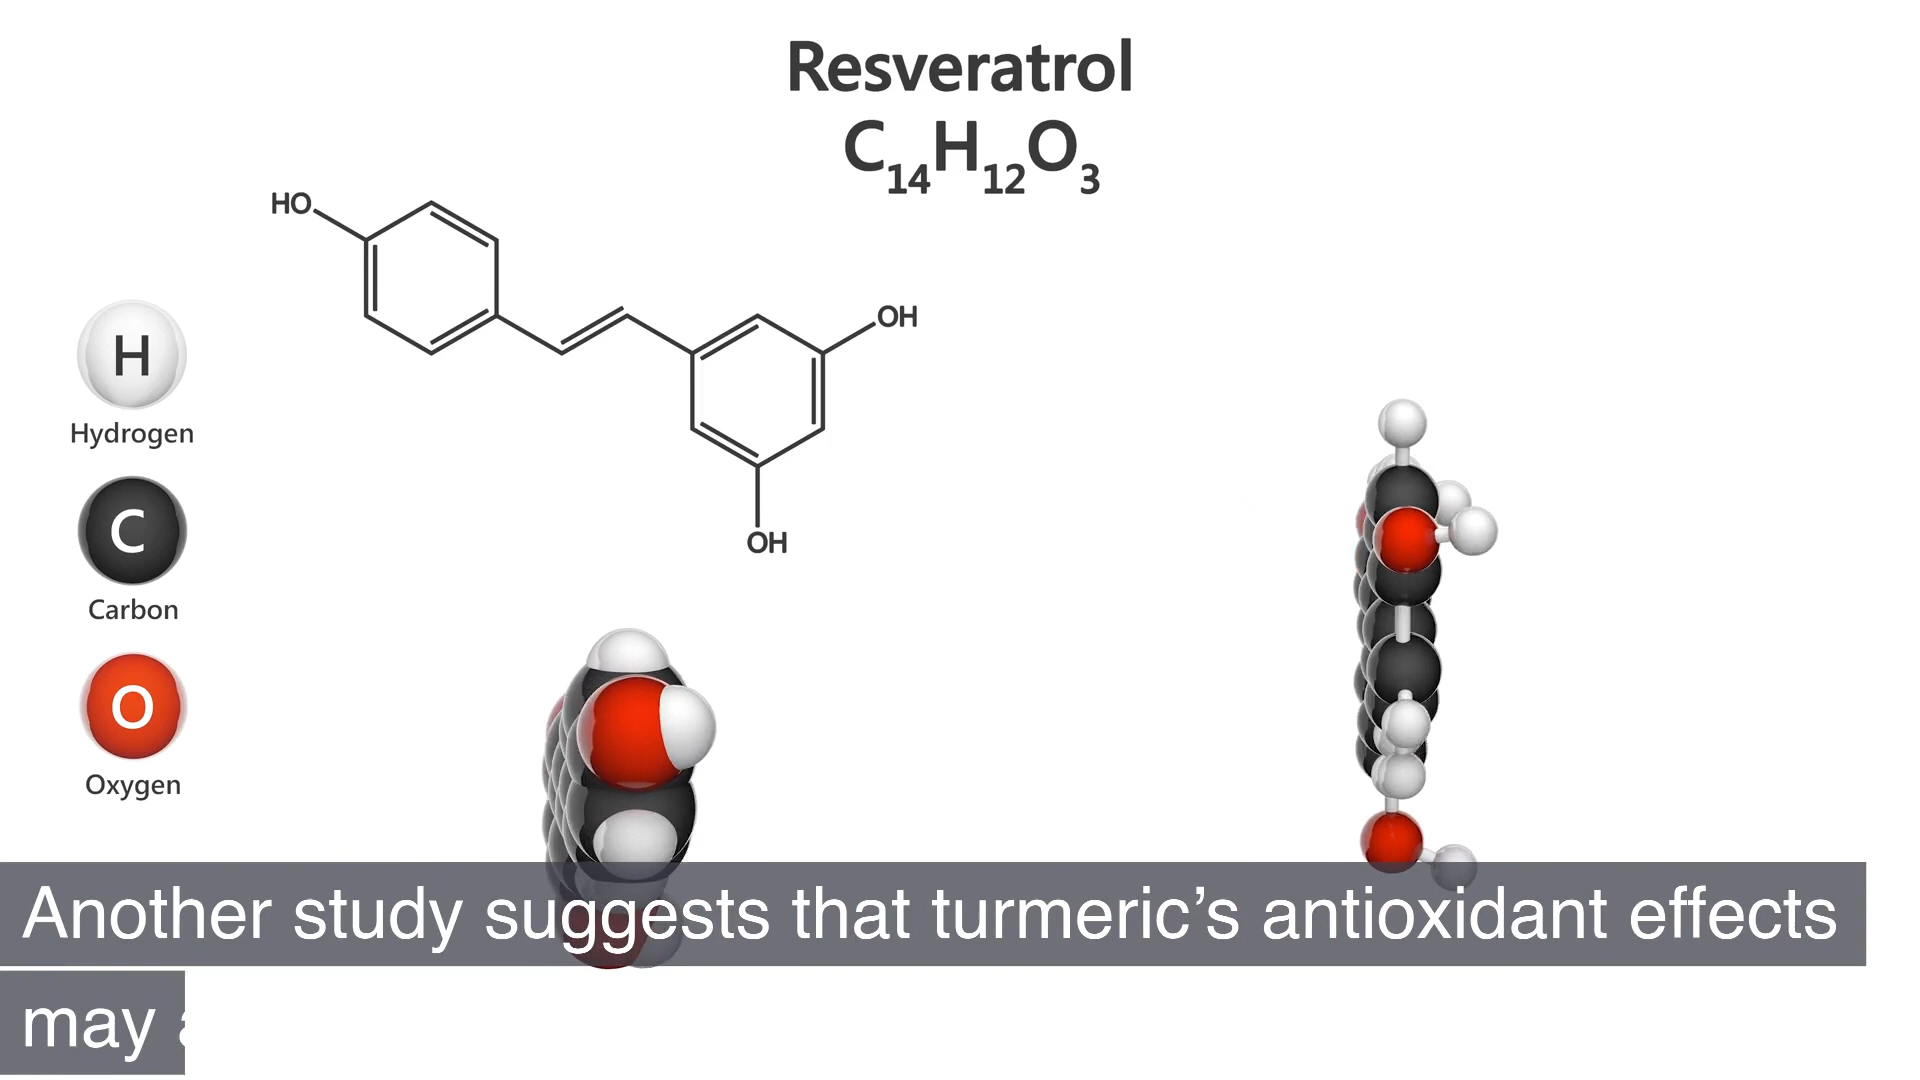 Resveratrol
C₁₄H₁₂O₃
HO
OH
OH
H
Hydrogen
C
Carbon
O
Oxygen
Another study suggests that turmeric’s antioxidant effects
may